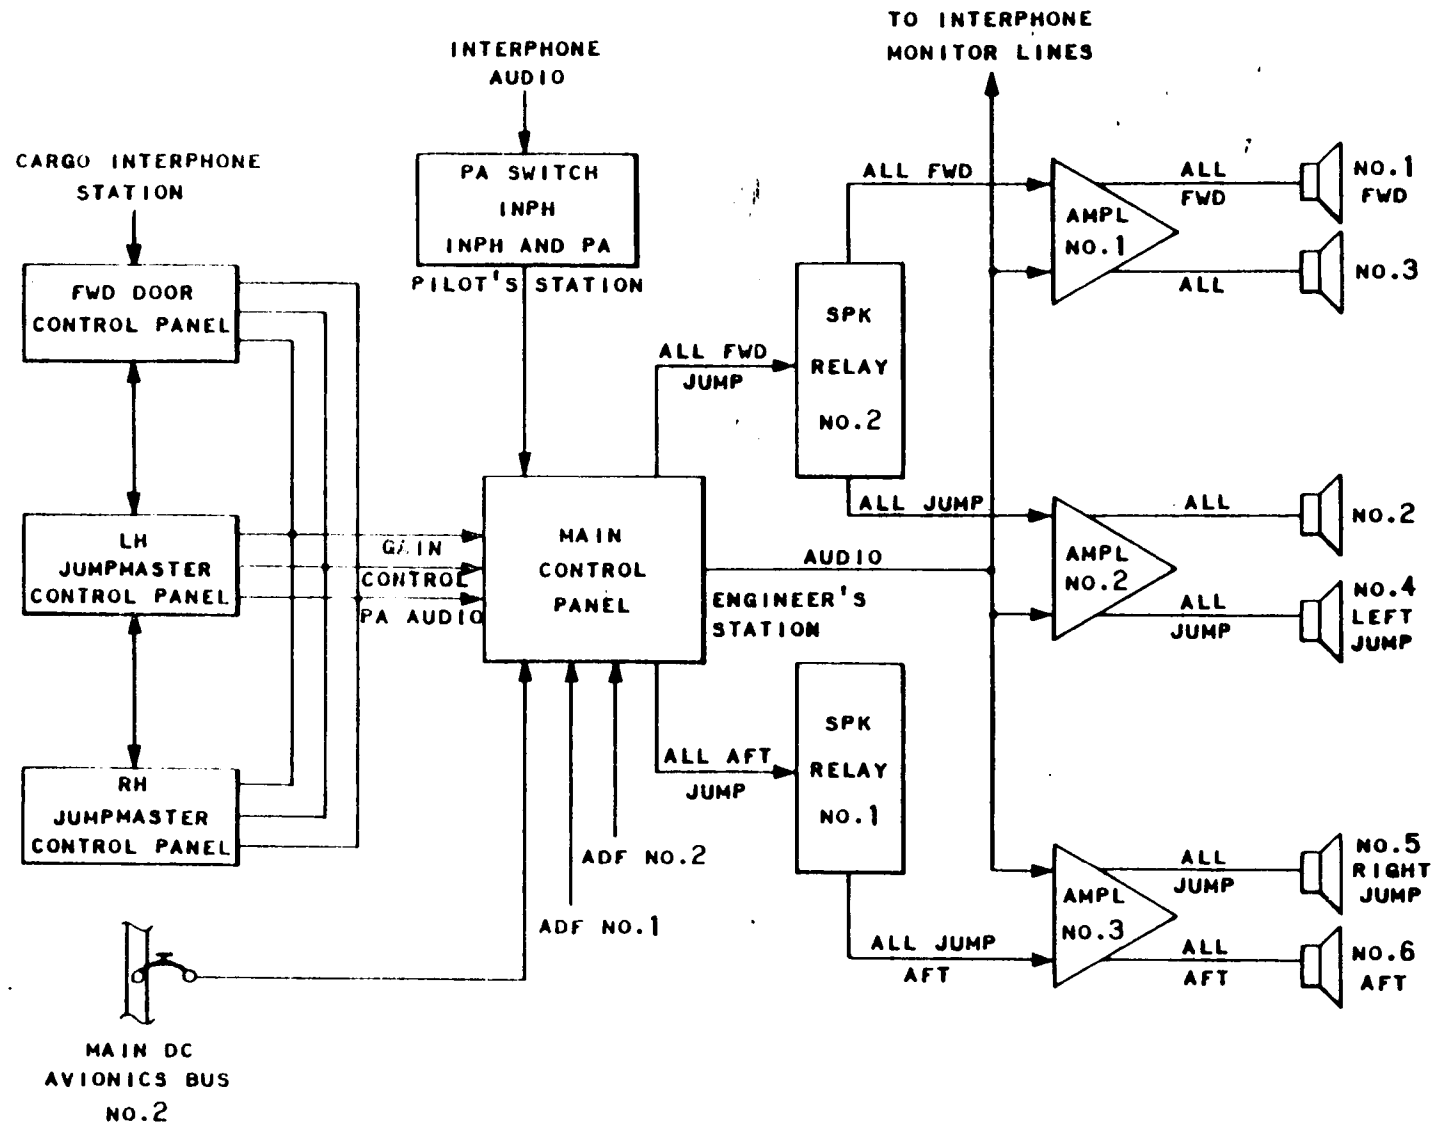 TO INTERPHONE
MONITOR LINES
INTERPHONE
AUDIO
CARGO INTERPHONE
STATION
PA SWITCH
INPH
INPH AND PA
PILOT'S STATION
FWD DOOR
CONTROL PANEL
LH
JUMPMASTER
CONTROL PANEL
RH
JUMPMASTER
CONTROL PANEL
GAIN
CONTROL
PA AUDIO
MAIN
CONTROL
PANEL
ENGINEER'S
STATION
AUDIO
ALL FWD
JUMP
SPK
RELAY
NO.2
ALL FWD
ALL JUMP
ALL AFT
JUMP
SPK
RELAY
NO.1
ALL JUMP
AFT
ADF NO.2
ADF NO.1
MAIN DC
AVIONICS BUS
NO.2
AMPL
NO.1
ALL
FWD
NO.1
FWD
ALL
NO.3
AMPL
NO.2
ALL
NO.2
ALL
JUMP
NO.4
LEFT
JUMP
AMPL
NO.3
ALL
JUMP
NO.5
RIGHT
JUMP
ALL
AFT
NO.6
AFT